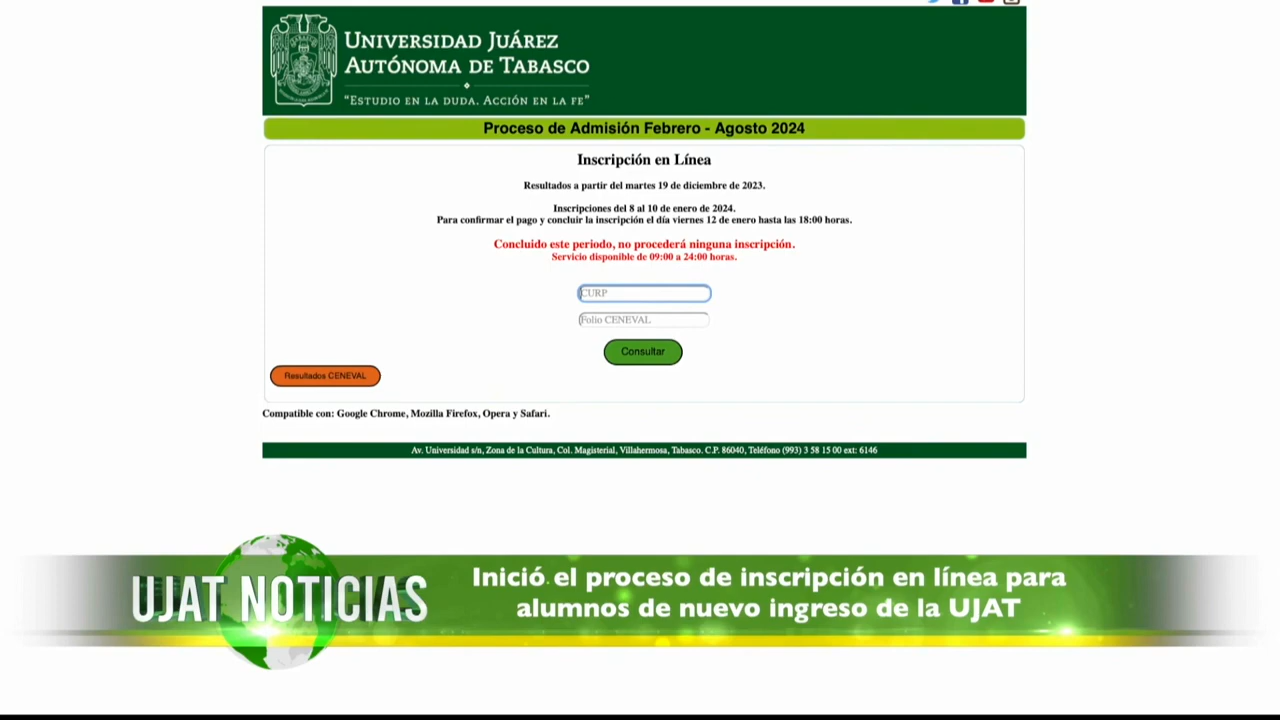 UNIVERSIDAD JUÁREZ
AUTÓNOMA DE TABASCO
“ESTUDIO EN LA DUDA. ACCIÓN EN LA FE”
Proceso de Admisión Febrero - Agosto 2024
Inscripción en Línea
Resultados a partir del martes 19 de diciembre de 2023.
Inscripciones del 8 al 10 de enero de 2024.
Para confirmar el pago y concluir la inscripción el día viernes 12 de enero hasta las 18:00 horas.
Concluido este periodo, no procederá ninguna inscripción.
Servicio disponible de 09:00 a 24:00 horas.
CURP
Folio CENEVAL
Consultar
Resultados CENEVAL
Compatible con: Google Chrome, Mozilla Firefox, Opera y Safari.
Av. Universidad s/n, Zona de la Cultura, Col. Magisterial, Villahermosa, Tabasco. C.P. 86040, Teléfono (993) 3 58 15 00 ext: 6146
UJAT NOTICIAS
Inició el proceso de inscripción en línea para
alumnos de nuevo ingreso de la UJAT